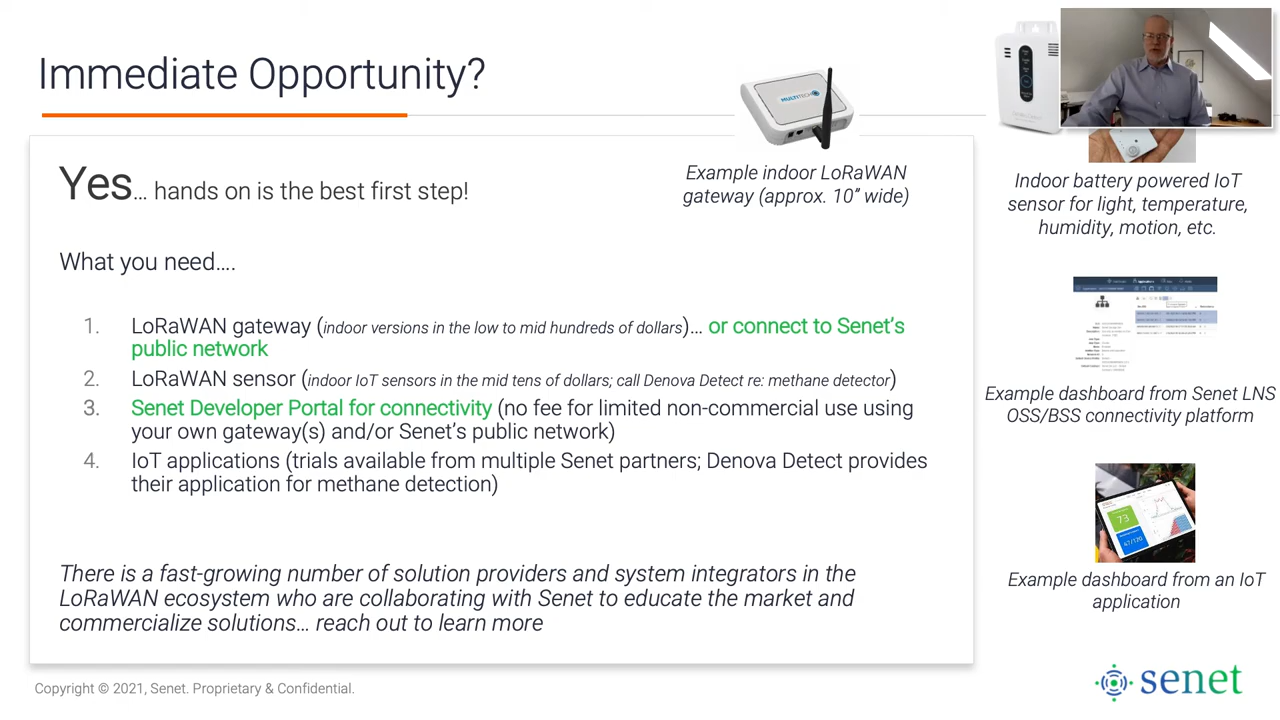 Immediate Opportunity?
MULTITECH
Yes… hands on is the best first step!
Example indoor LoRaWAN
gateway (approx. 10” wide)
What you need….
1. LoRaWAN gateway (indoor versions in the low to mid hundreds of dollars)… or connect to Senet’s
public network
2. LoRaWAN sensor (indoor IoT sensors in the mid tens of dollars; call Denova Detect re: methane detector)
3. Senet Developer Portal for connectivity (no fee for limited non-commercial use using
your own gateway(s) and/or Senet’s public network)
4. IoT applications (trials available from multiple Senet partners; Denova Detect provides
their application for methane detection)
There is a fast-growing number of solution providers and system integrators in the
LoRaWAN ecosystem who are collaborating with Senet to educate the market and
commercialize solutions… reach out to learn more
Indoor battery powered IoT
sensor for light, temperature,
humidity, motion, etc.
Example dashboard from Senet LNS
OSS/BSS connectivity platform
73
47/170
Example dashboard from an IoT
application
Copyright © 2021, Senet. Proprietary & Confidential.
senet